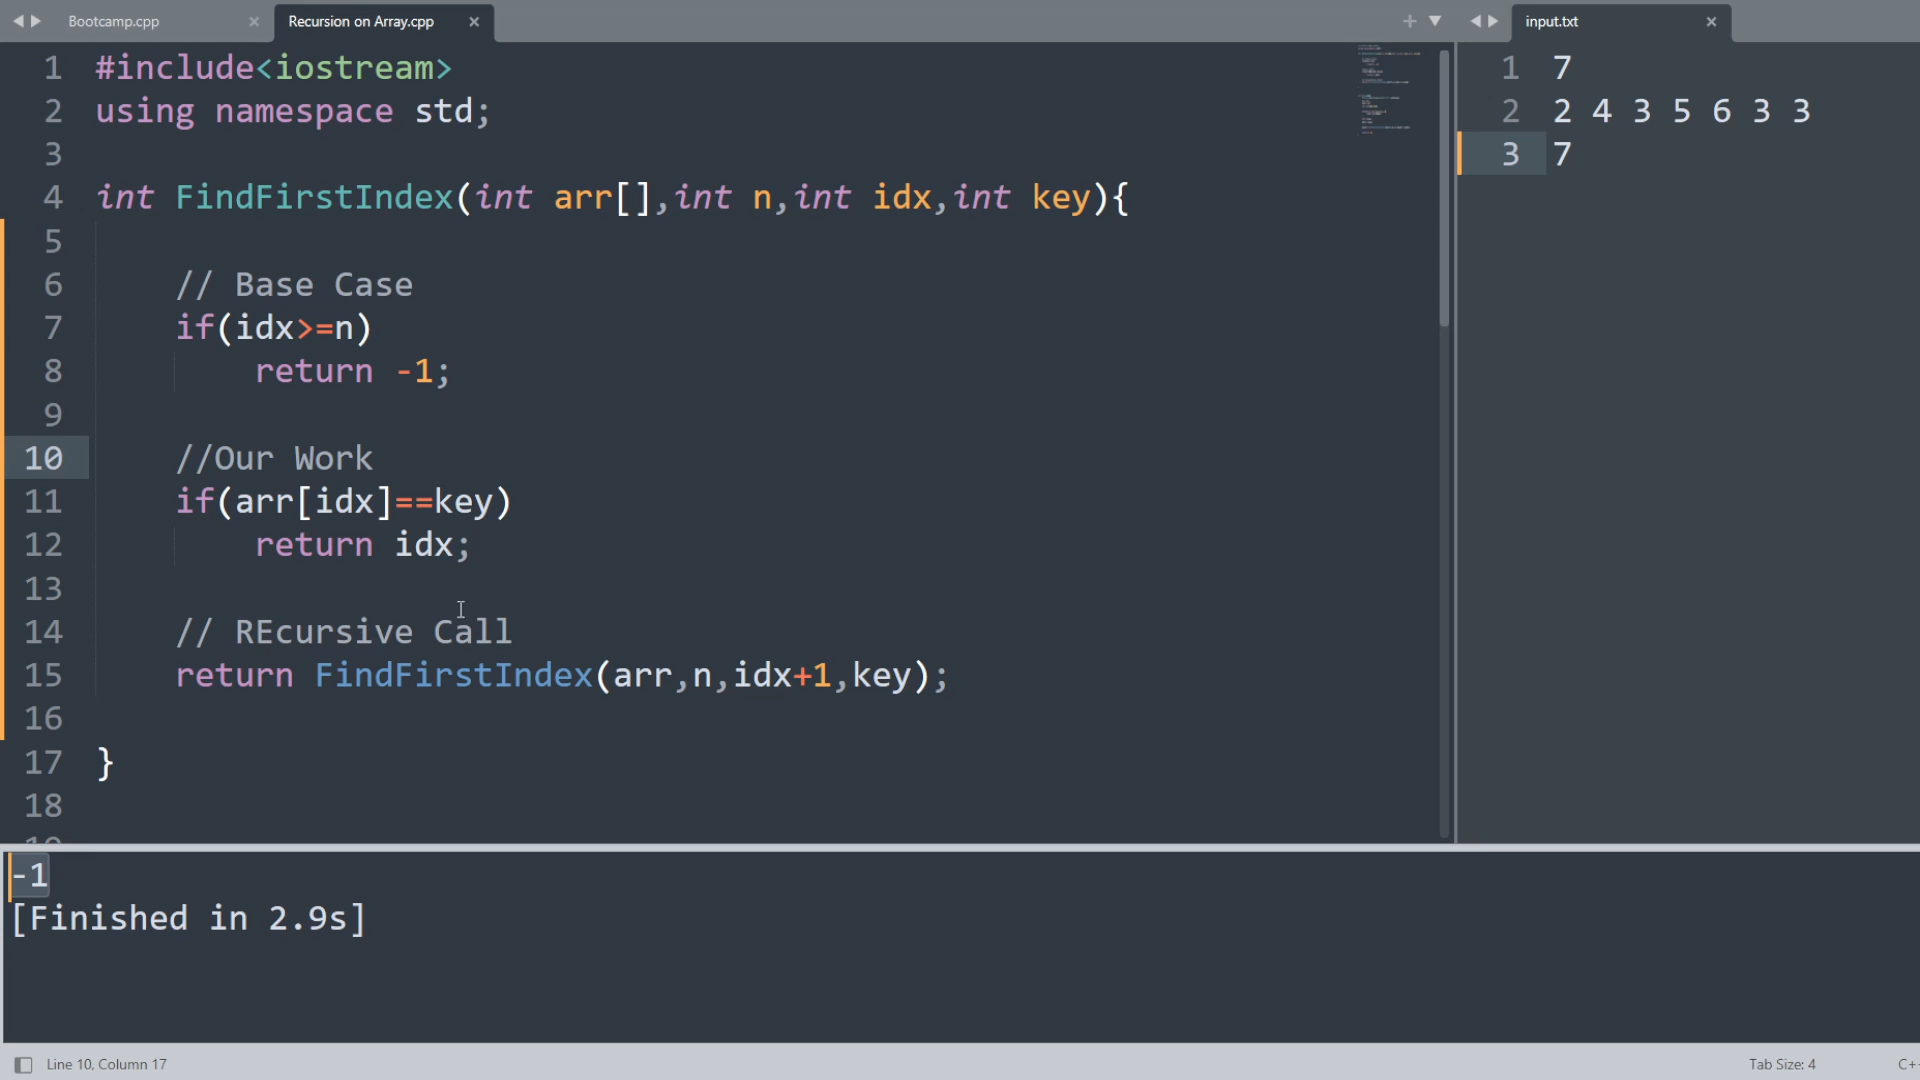 Bootcamp.cpp
Recursion on Array.cpp
input.txt
1 #include<iostream>
2 using namespace std;
3
4 int FindFirstIndex(int arr[],int n,int idx,int key){
5
6 // Base Case
7 if(idx>=n)
8 return -1;
9
10 //Our Work
11 if(arr[idx]==key)
12 return idx;
13
14 // REcursive Call
15 return FindFirstIndex(arr,n,idx+1,key);
16
17 }
18
1 7
2 2 4 3 5 6 3 3
3 7
-1
[Finished in 2.9s]
Line 10, Column 17
Tab Size: 4